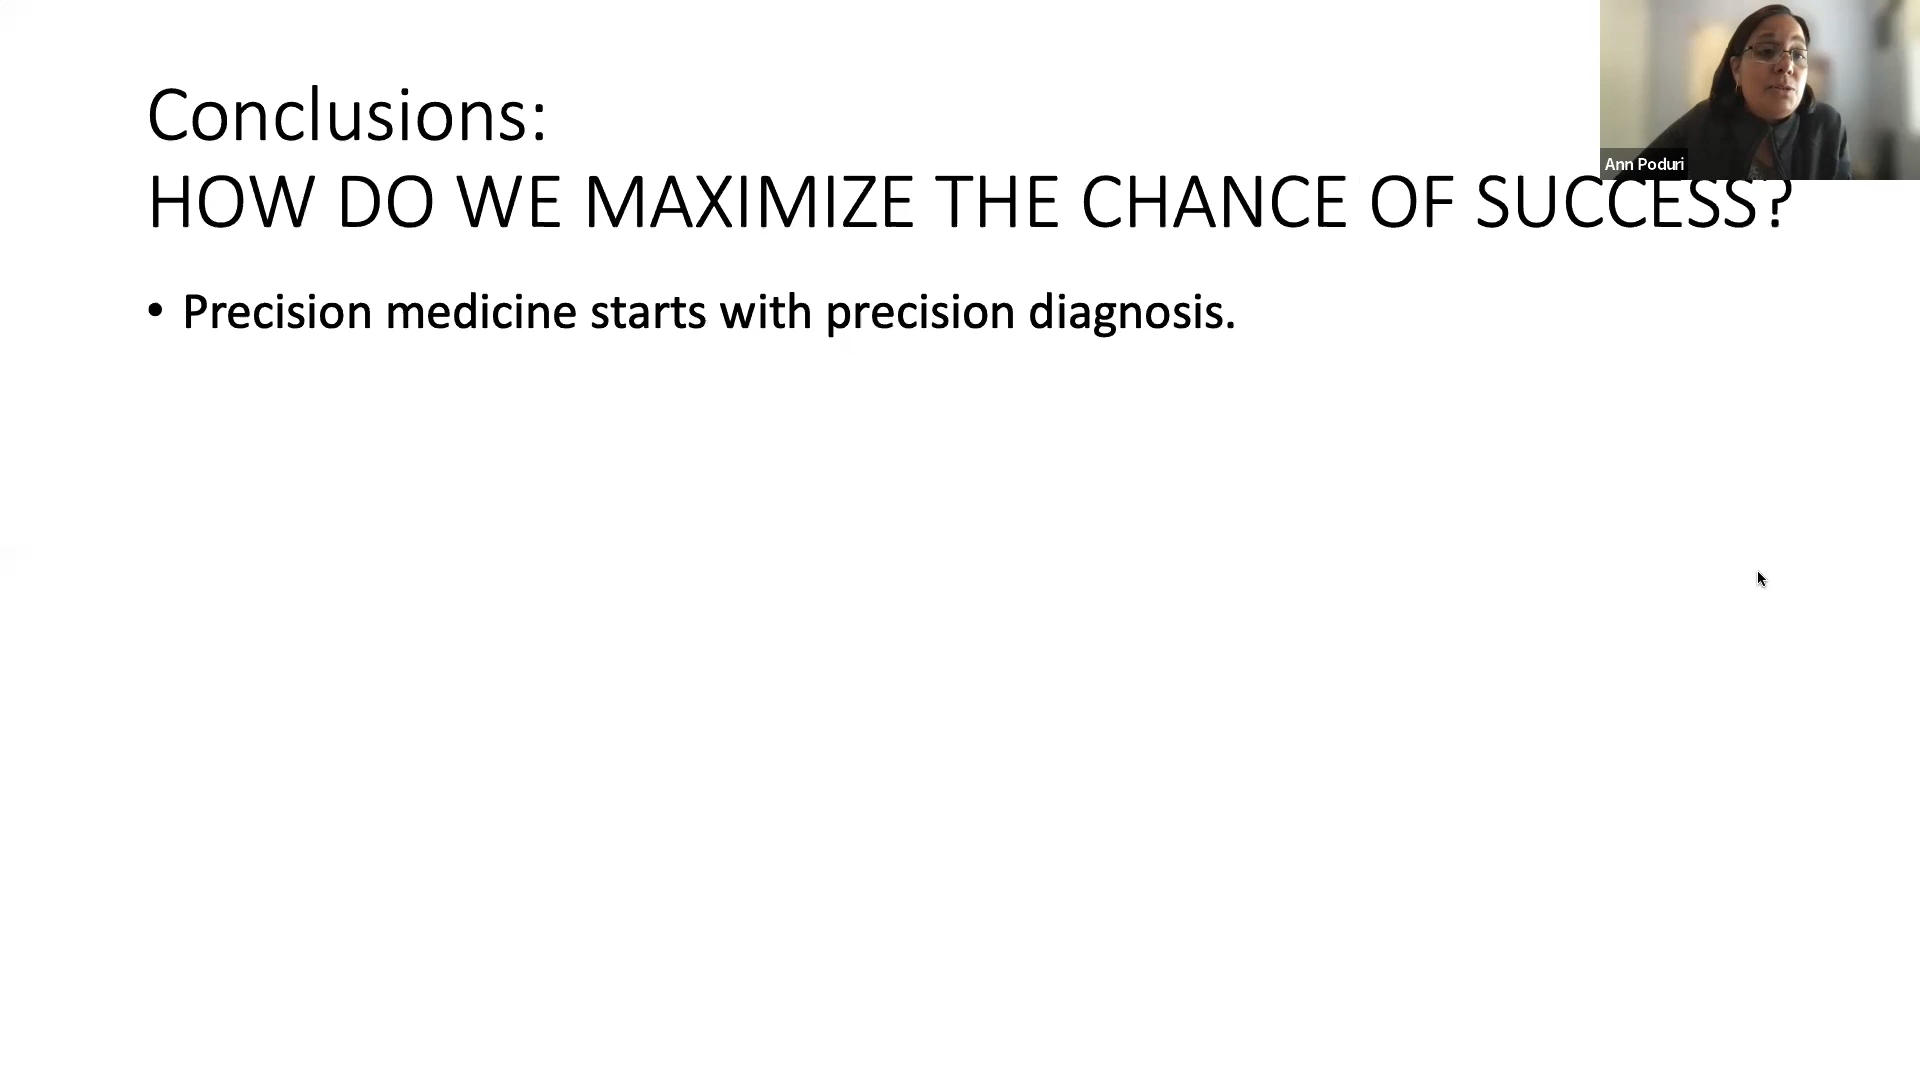 Conclusions:
HOW DO WE MAXIMIZE THE CHANCE OF SUCCESS?
• Precision medicine starts with precision diagnosis.
Ann Poduri